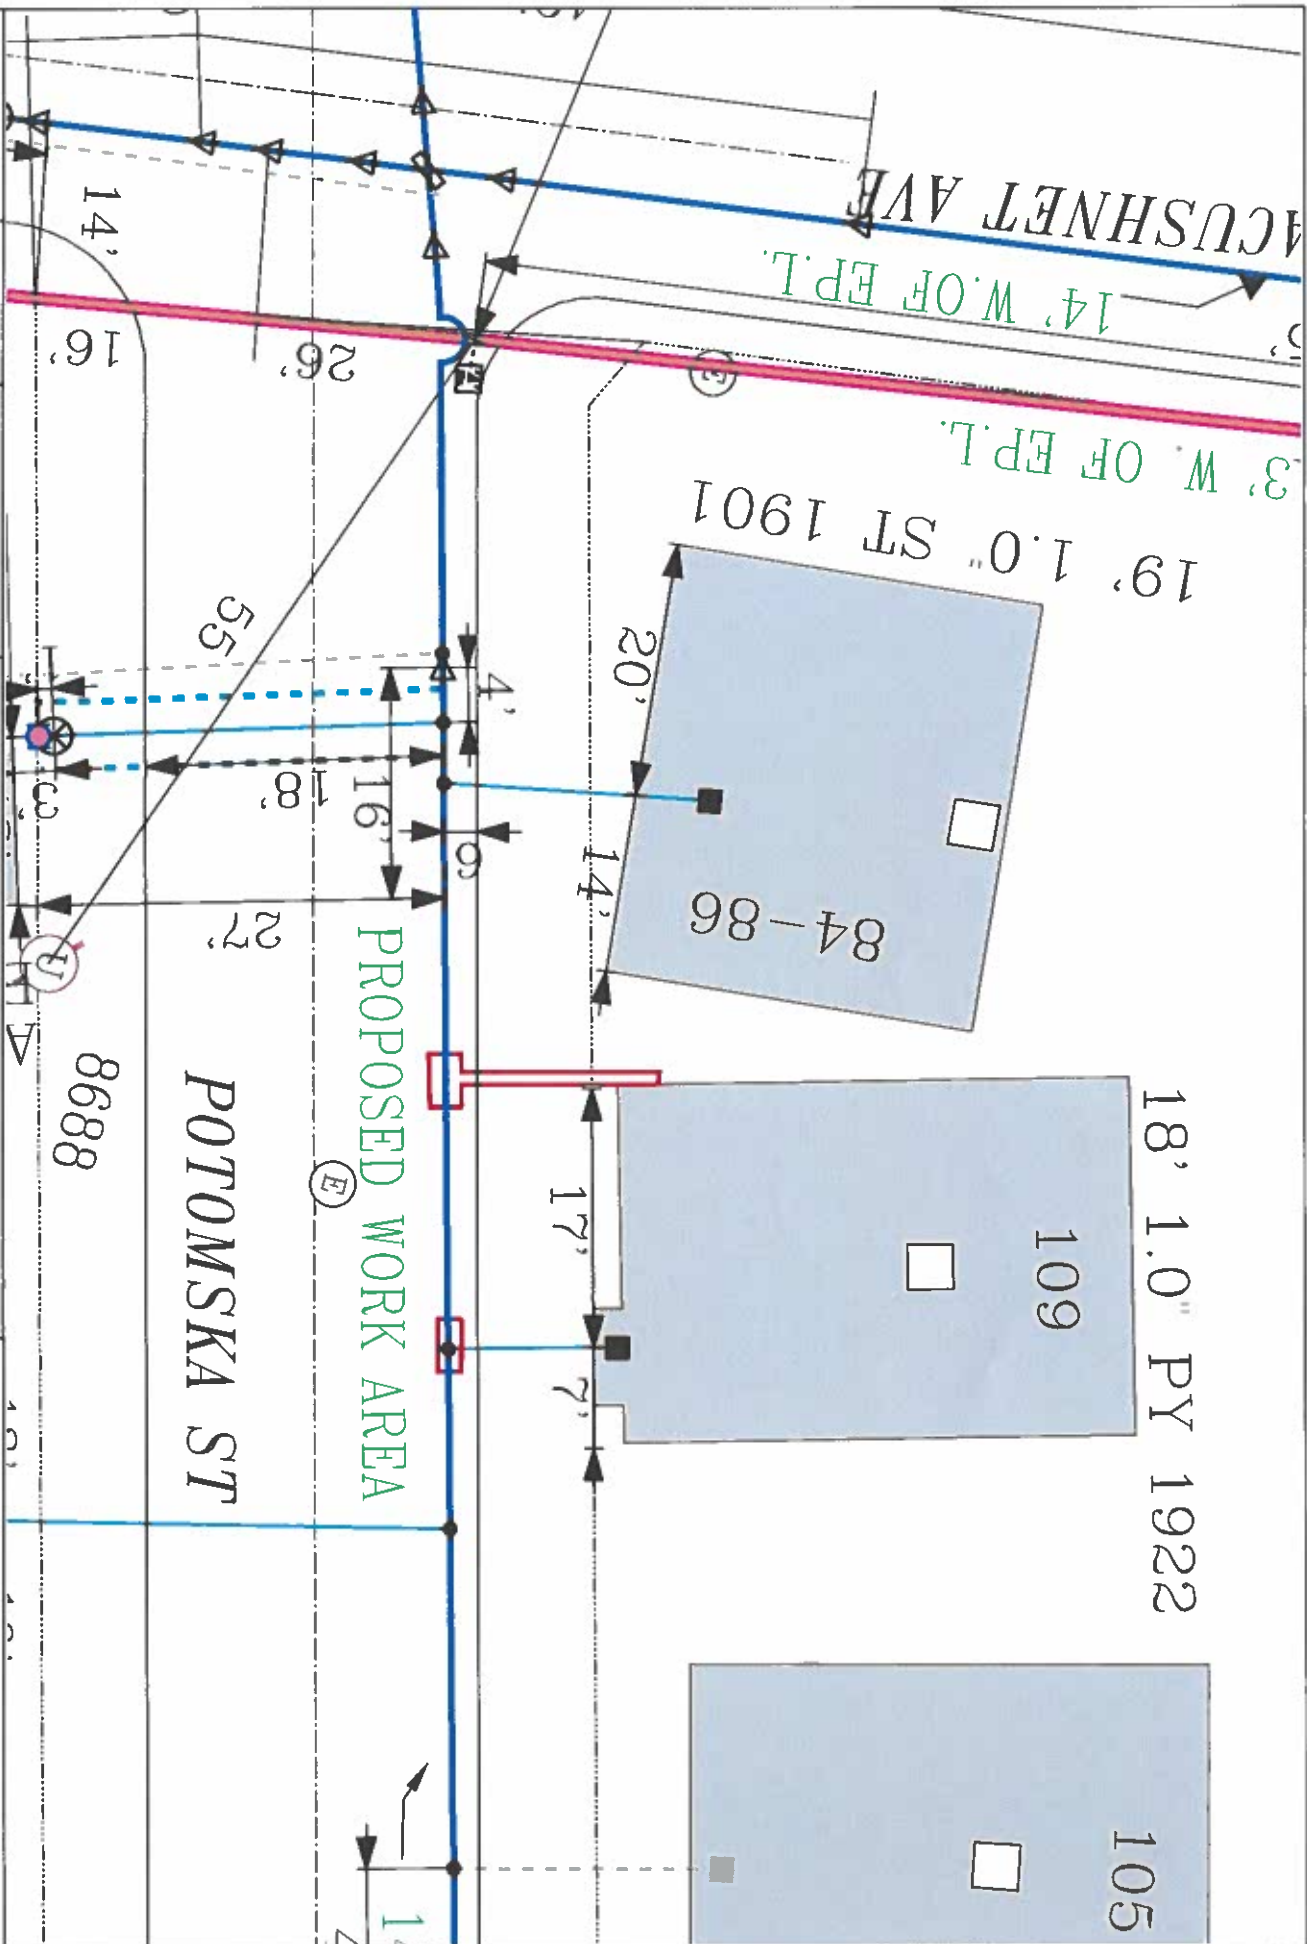 ACUSHNET AVE
14' W. OF EP.L.
3' W. OF EP.L.
14'
16'
26'
19' 1.0" ST 1901
55
20'
4'
1'
18'
16'
3'
6
14'
84-86
27'
U
8688
POTOMSKA ST
E
PROPOSED WORK AREA
17'
7'
109
18' 1.0" PY 1922
105